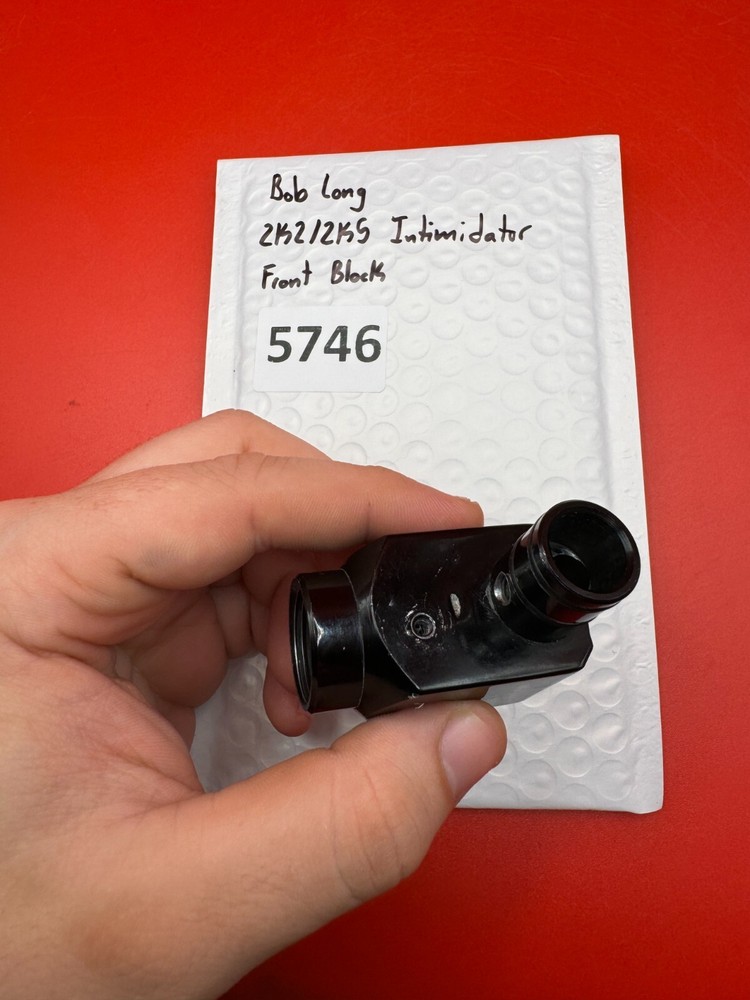 Bob Long
2K2/2K5 Intimidator
Front Block
5746